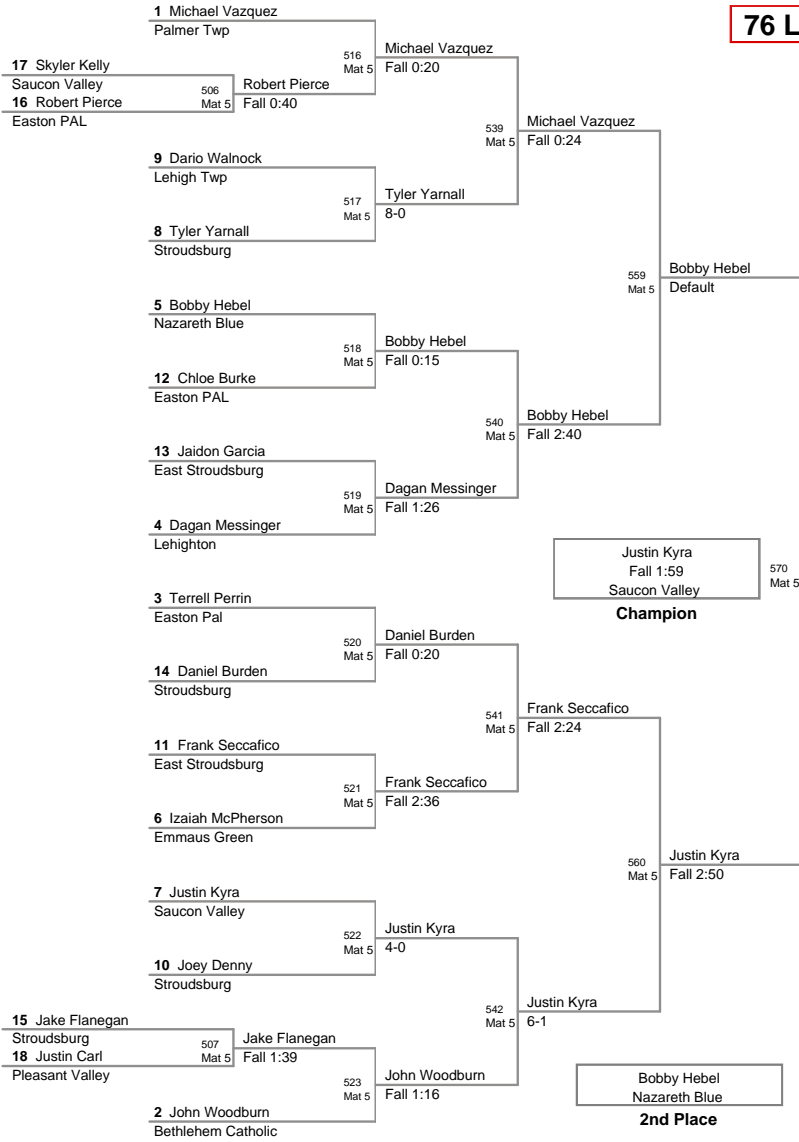 1 Michael Vazquez
Palmer Twp
76 L
516
Mat 5
Michael Vazquez
Fall 0:20
17 Skyler Kelly
Saucon Valley
506
Mat 5
Robert Pierce
Fall 0:40
16 Robert Pierce
Easton PAL
539
Mat 5
Michael Vazquez
Fall 0:24
9 Dario Walnock
Lehigh Twp
517
Mat 5
Tyler Yarnall
8-0
8 Tyler Yarnall
Stroudsburg
559
Mat 5
Bobby Hebel
Default
5 Bobby Hebel
Nazareth Blue
518
Mat 5
Bobby Hebel
Fall 0:15
12 Chloe Burke
Easton PAL
540
Mat 5
Bobby Hebel
Fall 2:40
13 Jaidon Garcia
East Stroudsburg
519
Mat 5
Dagan Messinger
Fall 1:26
4 Dagan Messinger
Lehighton
Justin Kyra
Fall 1:59
Saucon Valley
570
Mat 5
Champion
3 Terrell Perrin
Easton Pal
520
Mat 5
Daniel Burden
Fall 0:20
14 Daniel Burden
Stroudsburg
541
Mat 5
Frank Seccafico
Fall 2:24
11 Frank Seccafico
East Stroudsburg
521
Mat 5
Frank Seccafico
Fall 2:36
6 Izaiah McPherson
Emmaus Green
560
Mat 5
Justin Kyra
Fall 2:50
7 Justin Kyra
Saucon Valley
522
Mat 5
Justin Kyra
4-0
10 Joey Denny
Stroudsburg
542
Mat 5
Justin Kyra
6-1
15 Jake Flanegan
Stroudsburg
507
Mat 5
Jake Flanegan
Fall 1:39
18 Justin Carl
Pleasant Valley
523
Mat 5
John Woodburn
Fall 1:16
2 John Woodburn
Bethlehem Catholic
Bobby Hebel
Nazareth Blue
2nd Place